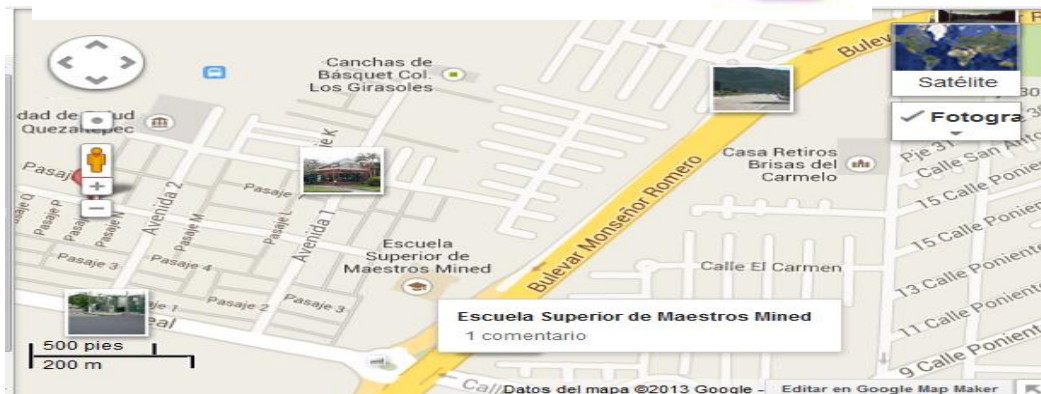 Canchas de
Básquet Col.
Los Girasoles
Satélite
Fotogra
dad de
ud
Quezaltepec
Pasaj
Avenida 2
Pasaje
Pasaje M
Pasaje L
Avenida 1
Pasaje Q
Pasaje P
Pasaje N
Pasaje 3
Pasaje 4
Pasaje 2
Pasaje 3
eal
Escuela
Superior de
Maestros Mined
Bulevar Monseñor Romero
Casa Retiros
Brisas del
Carmelo
Pje 31
Calle San Anto
15 Calle Ponie
15 Calle Poniente
13 Calle Poniente
11 Calle Poniente
9 Calle Poniente
Calle El Carmen
Escuela Superior de Maestros Mined
1 comentario
500 pies
200 m
Datos del mapa ©2013 Google -
Editar en Google Map Maker